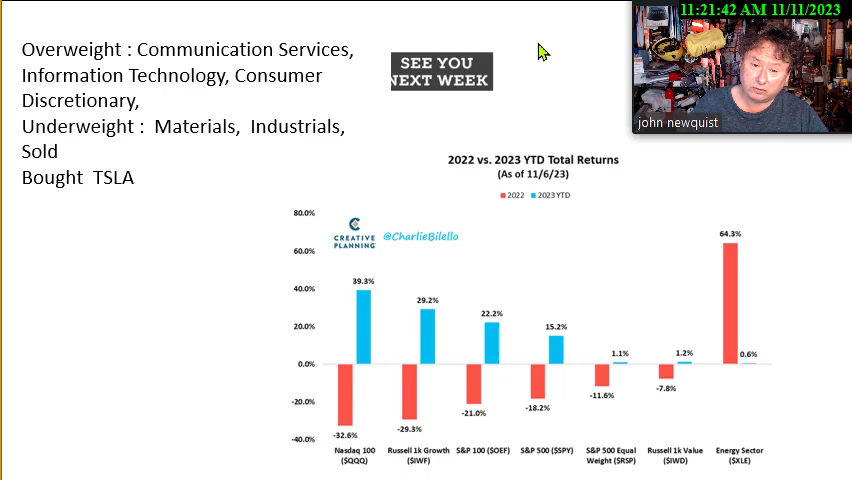 11:21:42 AM 11/11/2023
Overweight : Communication Services,
Information Technology, Consumer
Discretionary,
Underweight :  Materials,  Industrials,
Sold
Bought  TSLA
SEE YOU
NEXT WEEK
john newquist
2022 vs. 2023 YTD Total Returns
(As of 11/6/23)
2022 2023 YTD
CREATIVE
PLANNING
@CharlieBilello
80.0%
60.0%
40.0%
20.0%
0.0%
-20.0%
-40.0%
39.3%
29.2%
22.2%
15.2%
1.1%
1.2%
64.3%
0.6%
-32.6%
-29.3%
-21.0%
-18.2%
-11.6%
-7.8%
Nasdaq 100
($QQQ)
Russell 1k Growth
($IWF)
S&P 100 ($OEF)
S&P 500 ($SPY)
S&P 500 Equal
Weight ($RSP)
Russell 1k Value
($IWD)
Energy Sector
($XLE)